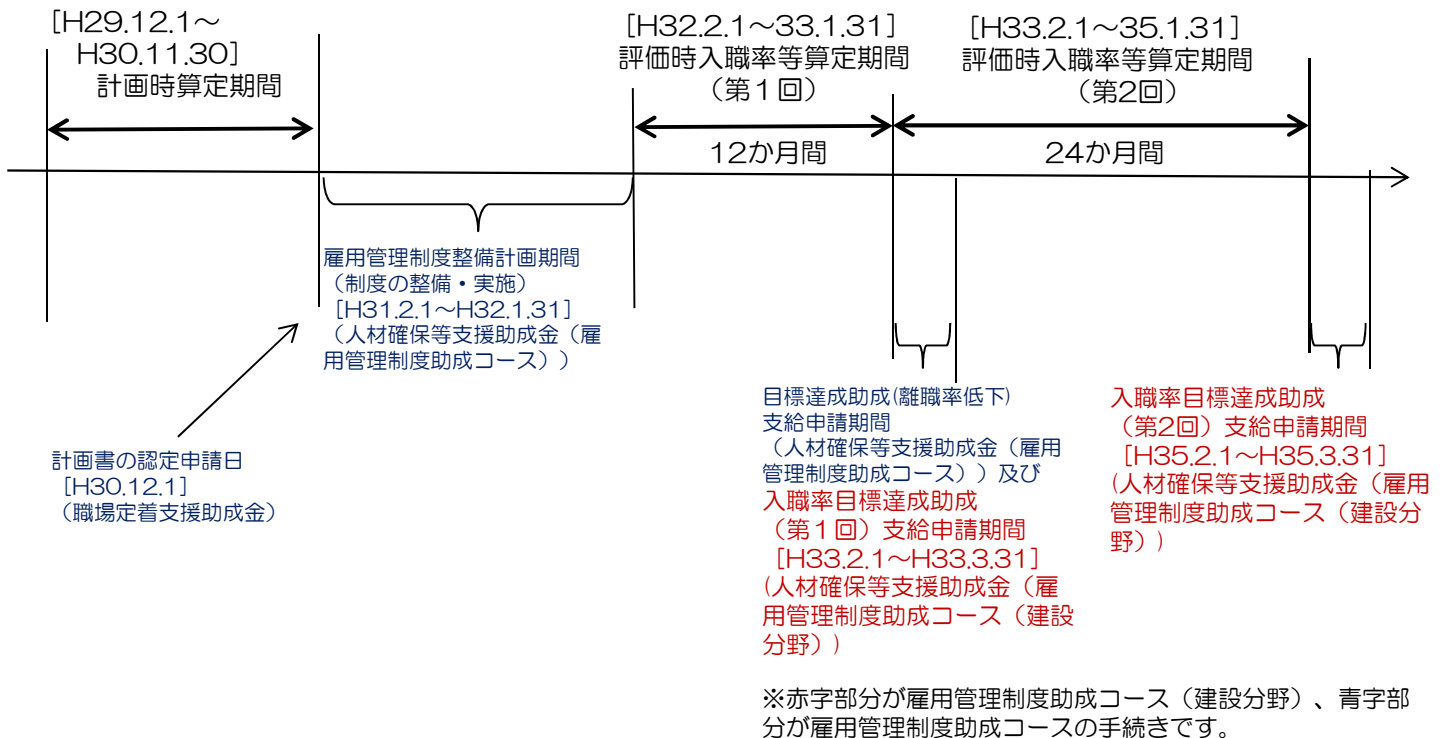 [H29.12.1～
H30.11.30]
計画時算定期間
[H32.2.1～33.1.31]
評価時入職率等算定期間
（第１回）
[H33.2.1～35.1.31]
評価時入職率等算定期間
（第2回）
12か月間
24か月間
雇用管理制度整備計画期間
（制度の整備・実施）
[H31.2.1～H32.1.31]
（人材確保等支援助成金（雇
用管理制度助成コース））
計画書の認定申請日
[H30.12.1]
（職場定着支援助成金）
目標達成助成(離職率低下)
支給申請期間
（人材確保等支援助成金（雇用
管理制度助成コース））及び
入職率目標達成助成
（第１回）支給申請期間
[H33.2.1～H33.3.31]
(人材確保等支援助成金（雇
用管理制度助成コース（建設
分野）)
入職率目標達成助成
（第2回）支給申請期間
[H35.2.1～H35.3.31]
(人材確保等支援助成金（雇用
管理制度助成コース（建設分
野）)
※赤字部分が雇用管理制度助成コース（建設分野）、青字部
分が雇用管理制度助成コースの手続きです。